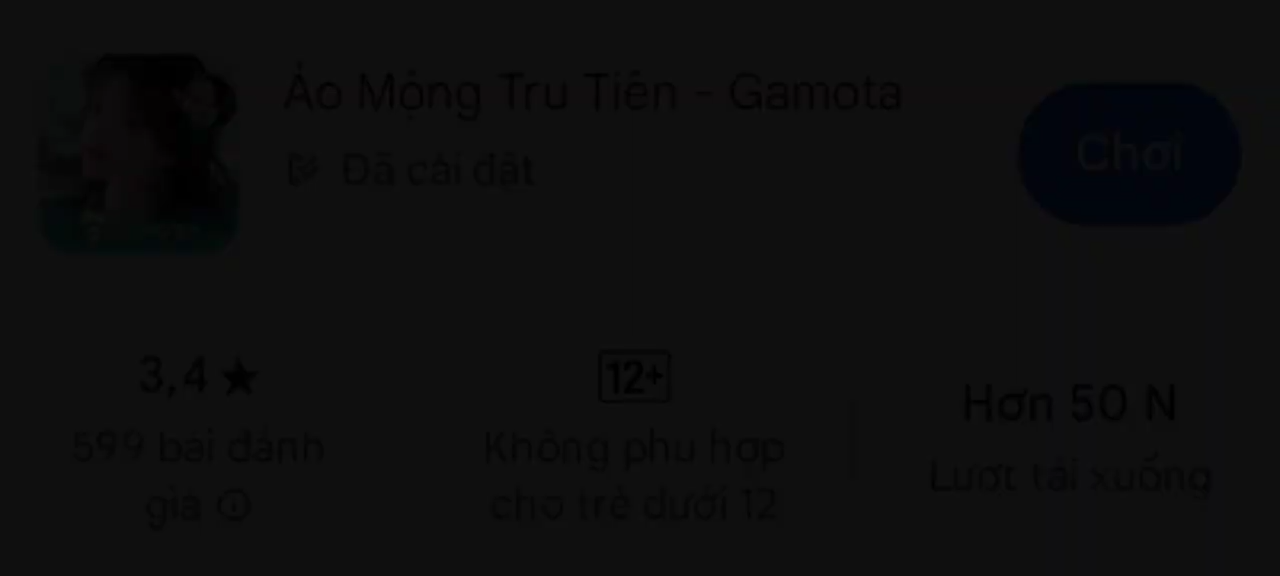 Ảo Mộng Tru Tiên - Gamota
Đã cài đặt
Chơi
3,4 ★
599 bài đánh
giá
12+
Không phù hợp
cho trẻ dưới 12
Hơn 50 N
Lượt tải xuống